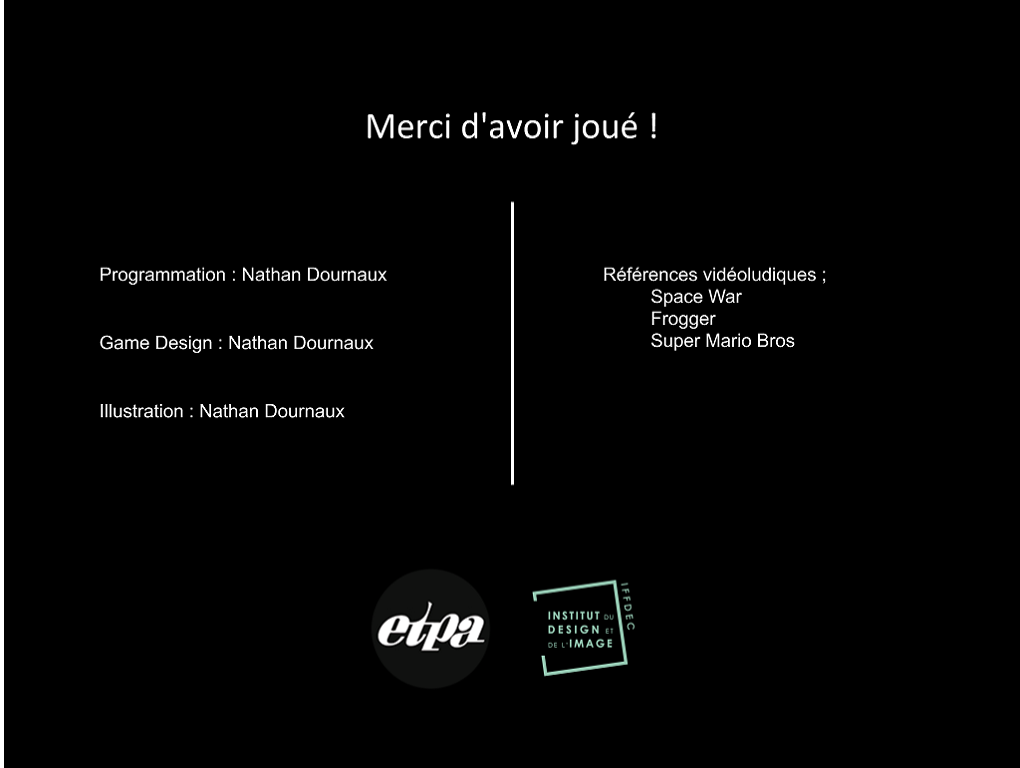 Merci d'avoir joué !
Programmation : Nathan Dournaux
Game Design : Nathan Dournaux
Illustration : Nathan Dournaux
Références vidéoludiques ;
Space War
Frogger
Super Mario Bros
etpa
INSTITUT DU
DESIGN ET
DE L'IMAGE
IFFDEC